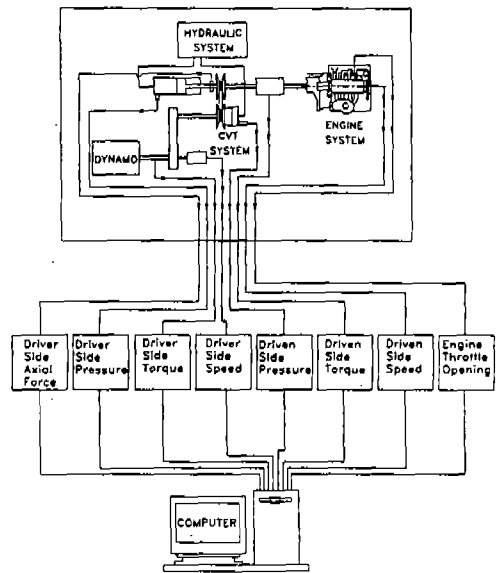 HYDRAULIC
SYSTEM
CVT
SYSTEM
ENGINE
SYSTEM
DYNAMO
Driver
Side
Axial
Force
Driver
Side
Pressure
Driver
Side
Torque
Driver
Side
Speed
Driven
Side
Pressure
Driven
Side
Torque
Driven
Side
Speed
Engine
Throttle
Opening
COMPUTER